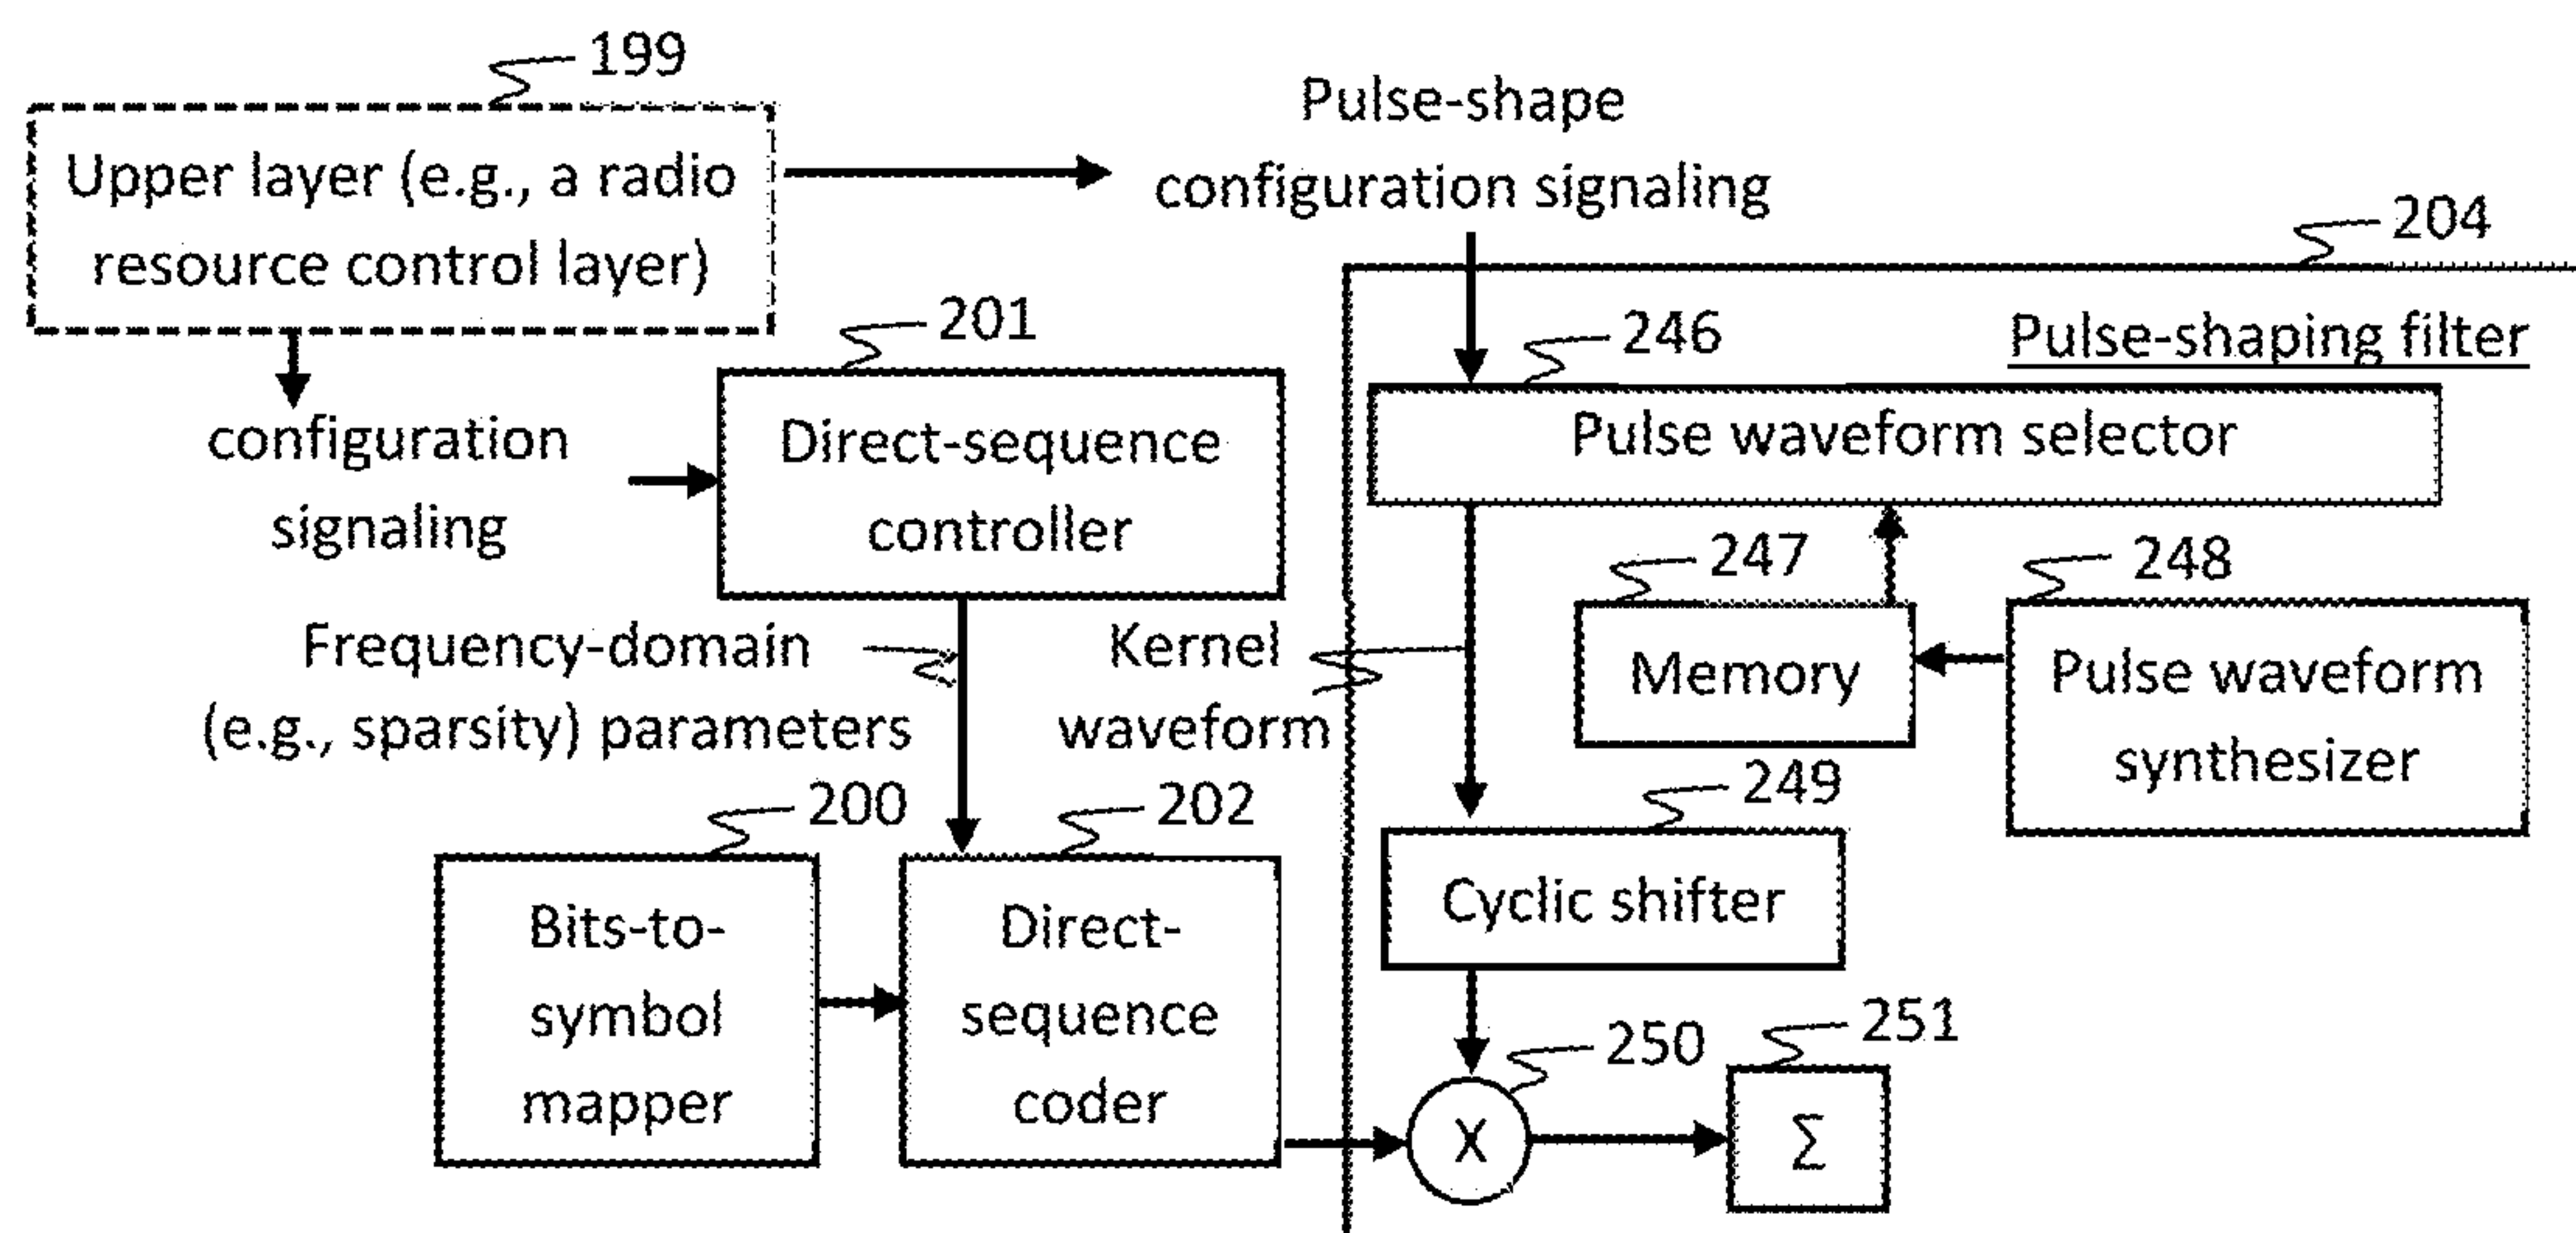 199
Upper layer (e.g., a radio
resource control layer)
Pulse-shape
configuration signaling
204
Pulse-shaping filter
configuration
signaling
201
Direct-sequence
controller
246
Pulse waveform selector
247
Memory
248
Pulse waveform
synthesizer
Frequency-domain
(e.g., sparsity) parameters
Kernel
waveform
200
Bits-to-
symbol
mapper
202
Direct-
sequence
coder
249
Cyclic shifter
250
X
251
Σ